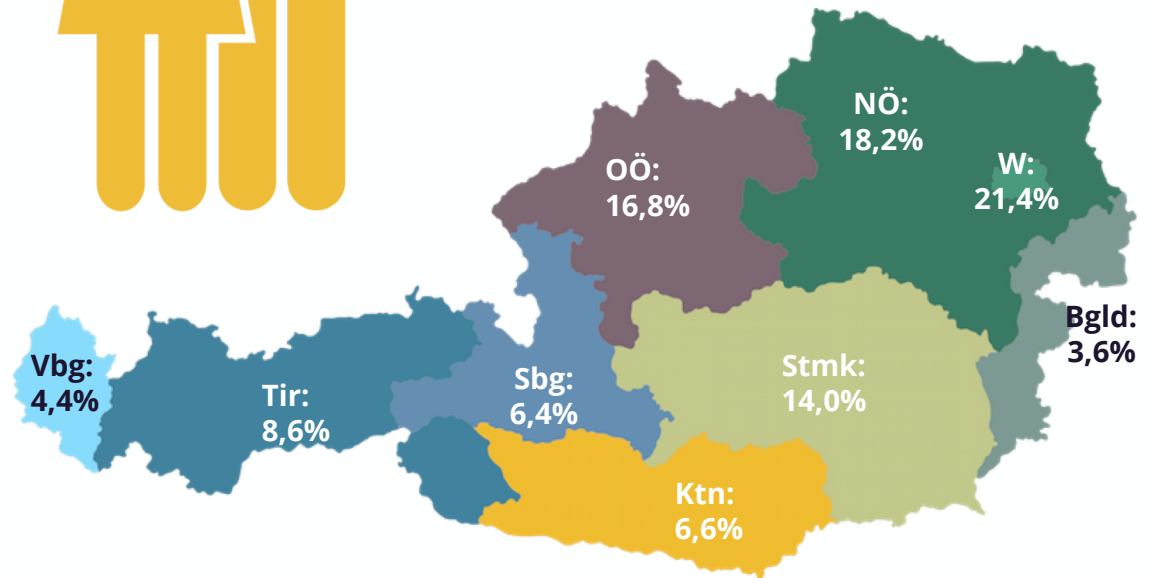 NÖ:
18,2%
W:
21,4%
OÖ:
16,8%
Bgld:
3,6%
Vbg:
4,4%
Tir:
8,6%
Sbg:
6,4%
Stmk:
14,0%
Ktn:
6,6%